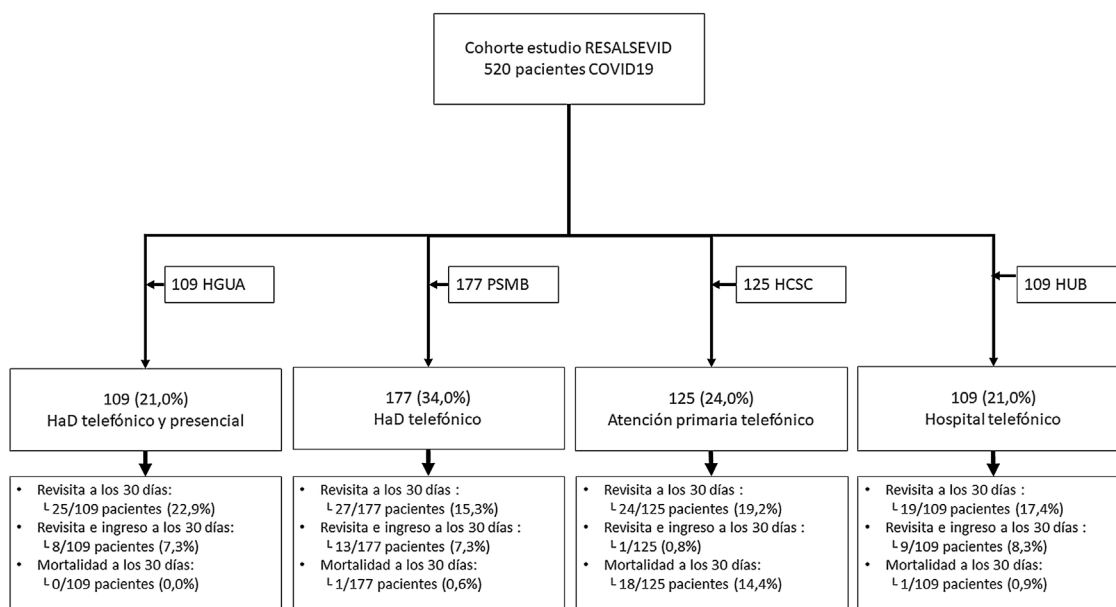 Cohorte estudio RESALSEVID
520 pacientes COVID19
109 HGUA
177 PSMB
125 HCSC
109 HUB
109 (21,0%)
HaD telefónico y presencial
177 (34,0%)
HaD telefónico
125 (24,0%)
Atención primaria telefónico
109 (21,0%)
Hospital telefónico
• Revisita a los 30 días:
└ 25/109 pacientes (22,9%)
• Revisita e ingreso a los 30 días:
└ 8/109 pacientes (7,3%)
• Mortalidad a los 30 días:
└ 0/109 pacientes (0,0%)
• Revisita a los 30 días :
└ 27/177 pacientes (15,3%)
• Revisita e ingreso a los 30 días :
└ 13/177 pacientes (7,3%)
• Mortalidad a los 30 días:
└ 1/177 pacientes (0,6%)
• Revisita a los 30 días :
└ 24/125 pacientes (19,2%)
• Revisita e ingreso a los 30 días :
└ 1/125 (0,8%)
• Mortalidad a los 30 días:
└ 18/125 pacientes (14,4%)
• Revisita a los 30 días :
└ 19/109 pacientes (17,4%)
• Revisita e ingreso a los 30 días :
└ 9/109 pacientes (8,3%)
• Mortalidad a los 30 días:
└ 1/109 pacientes (0,9%)